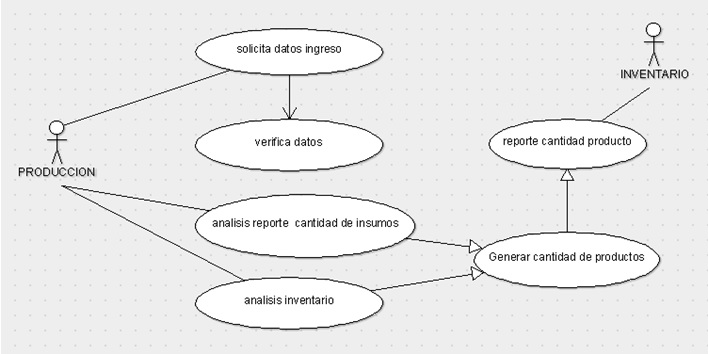 solicita datos ingreso
INVENTARIO
verifica datos
reporte cantidad producto
PRODUCCION
analisis reporte cantidad de insumos
Generar cantidad de productos
analisis inventario